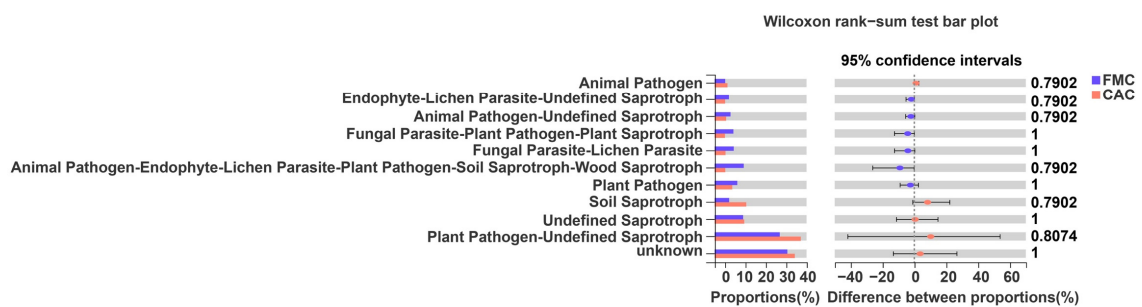 Wilcoxon rank−sum test bar plot
95% confidence intervals
Animal Pathogen 0.7902
Endophyte-Lichen Parasite-Undefined Saprotroph 0.7902
Animal Pathogen-Undefined Saprotroph 0.7902
Fungal Parasite-Plant Pathogen-Plant Saprotroph 1
Fungal Parasite-Lichen Parasite 1
Animal Pathogen-Endophyte-Lichen Parasite-Plant Pathogen-Soil Saprotroph-Wood Saprotroph 0.7902
Plant Pathogen 1
Soil Saprotroph 0.7902
Undefined Saprotroph 1
Plant Pathogen-Undefined Saprotroph 0.8074
unknown 1
FMC
CAC
0 10 20 30 40 −40 −20 0 20 40 60
Proportions(%) Difference between proportions(%)